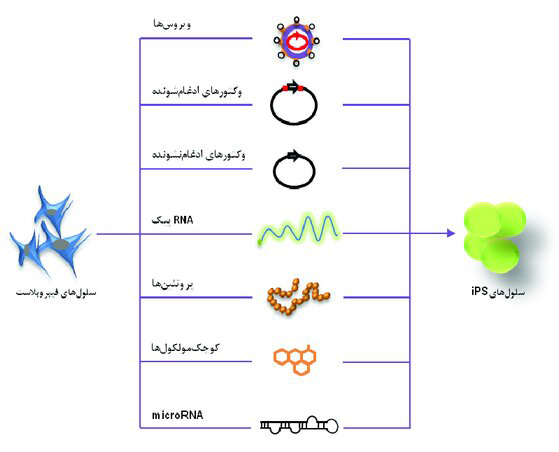 ویروس‌ها
وکتورهای ادغام‌شونده
وکتورهای ادغام‌نشونده
RNA پیک
سلول‌های فیبروبلاست
پروتئین‌ها
سلول‌های iPS
کوچک‌مولکول‌ها
microRNA